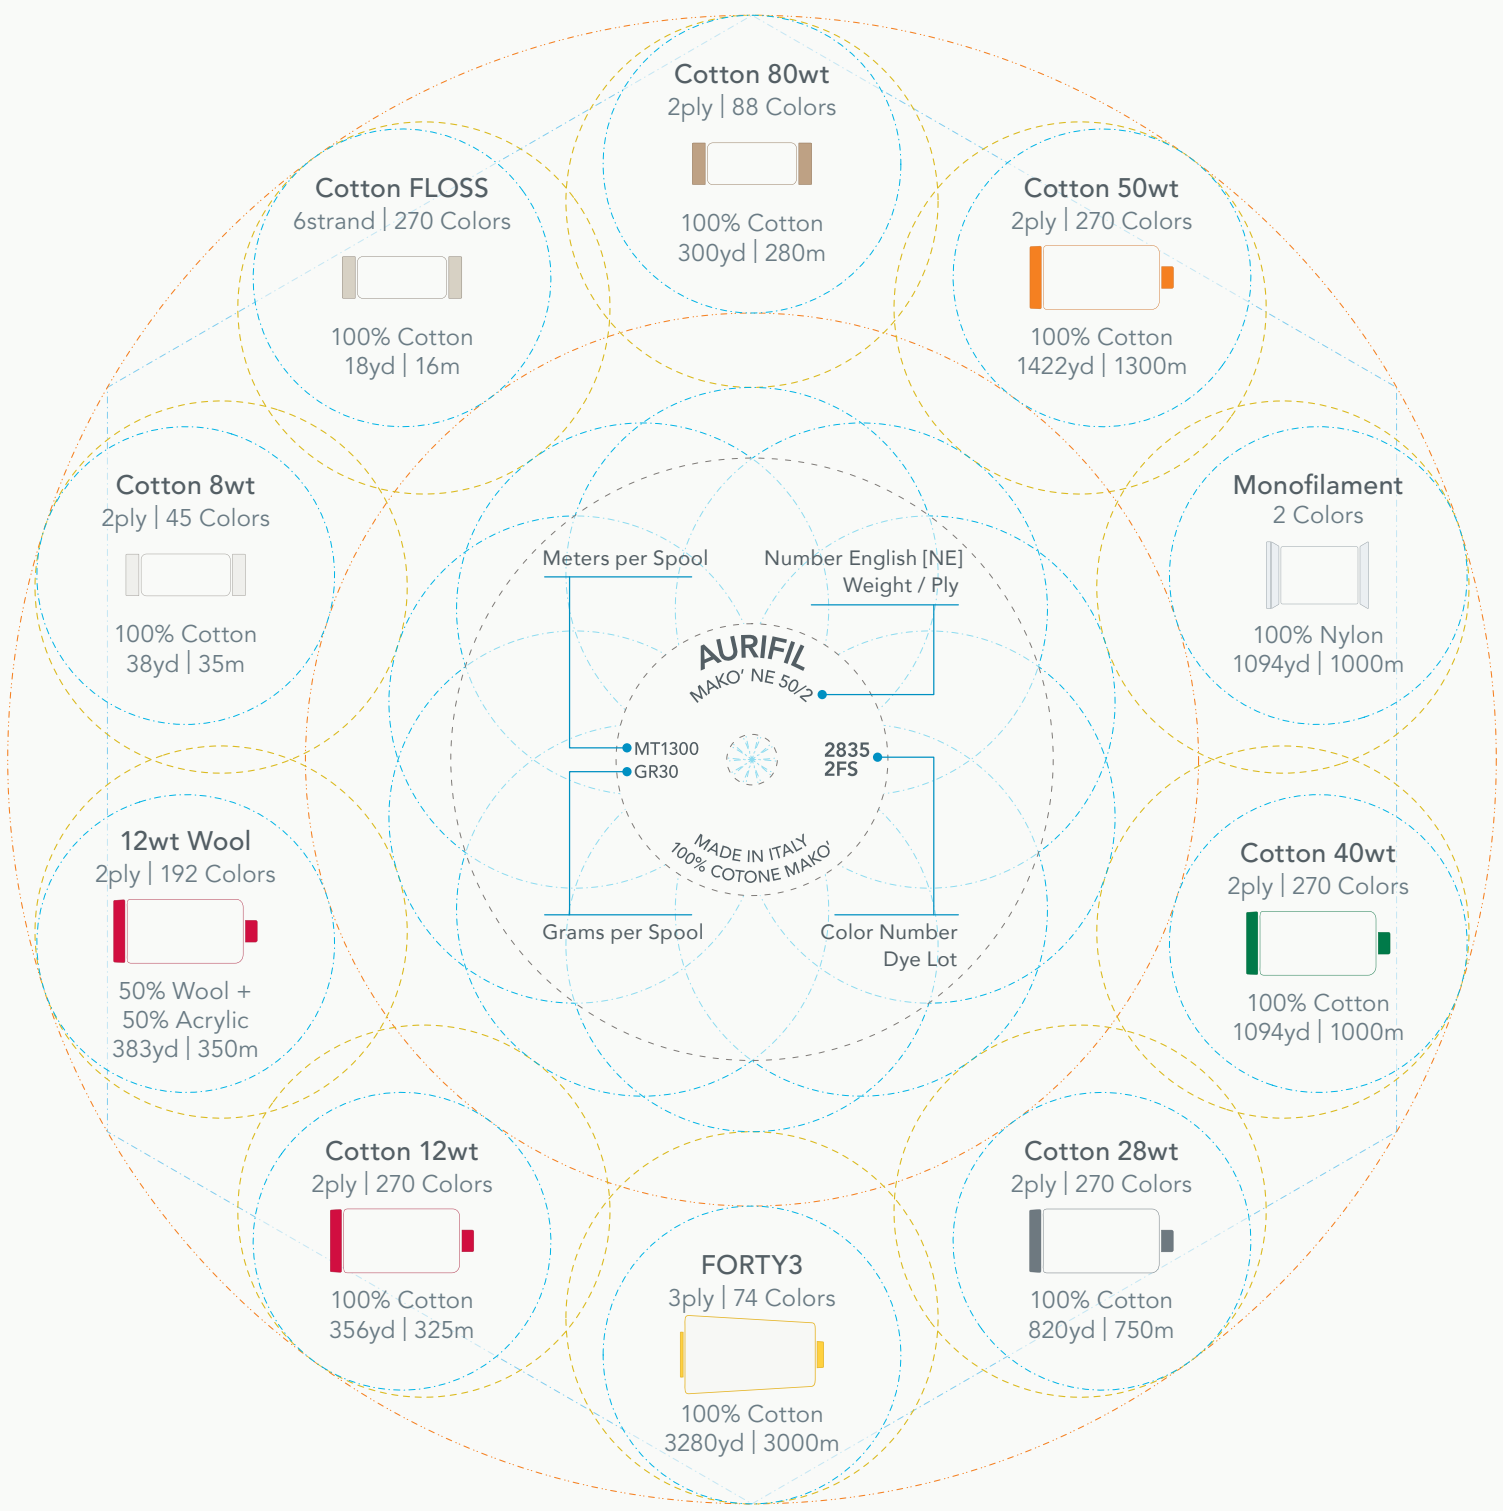 Cotton 80wt
2ply | 88 Colors
100% Cotton
300yd | 280m
Cotton FLOSS
6strand | 270 Colors
100% Cotton
18yd | 16m
Cotton 50wt
2ply | 270 Colors
100% Cotton
1422yd | 1300m
Cotton 8wt
2ply | 45 Colors
100% Cotton
38yd | 35m
Monofilament
2 Colors
100% Nylon
1094yd | 1000m
Meters per Spool
Number English [NE]
Weight / Ply
AURIFIL
MAKO’ NE 50/2
MT1300
GR30
2835
2FS
MADE IN ITALY
100% COTONE MAKO’
Grams per Spool
Color Number
Dye Lot
12wt Wool
2ply | 192 Colors
50% Wool +
50% Acrylic
383yd | 350m
Cotton 40wt
2ply | 270 Colors
100% Cotton
1094yd | 1000m
Cotton 12wt
2ply | 270 Colors
100% Cotton
356yd | 325m
Cotton 28wt
2ply | 270 Colors
100% Cotton
820yd | 750m
FORTY3
3ply | 74 Colors
100% Cotton
3280yd | 3000m